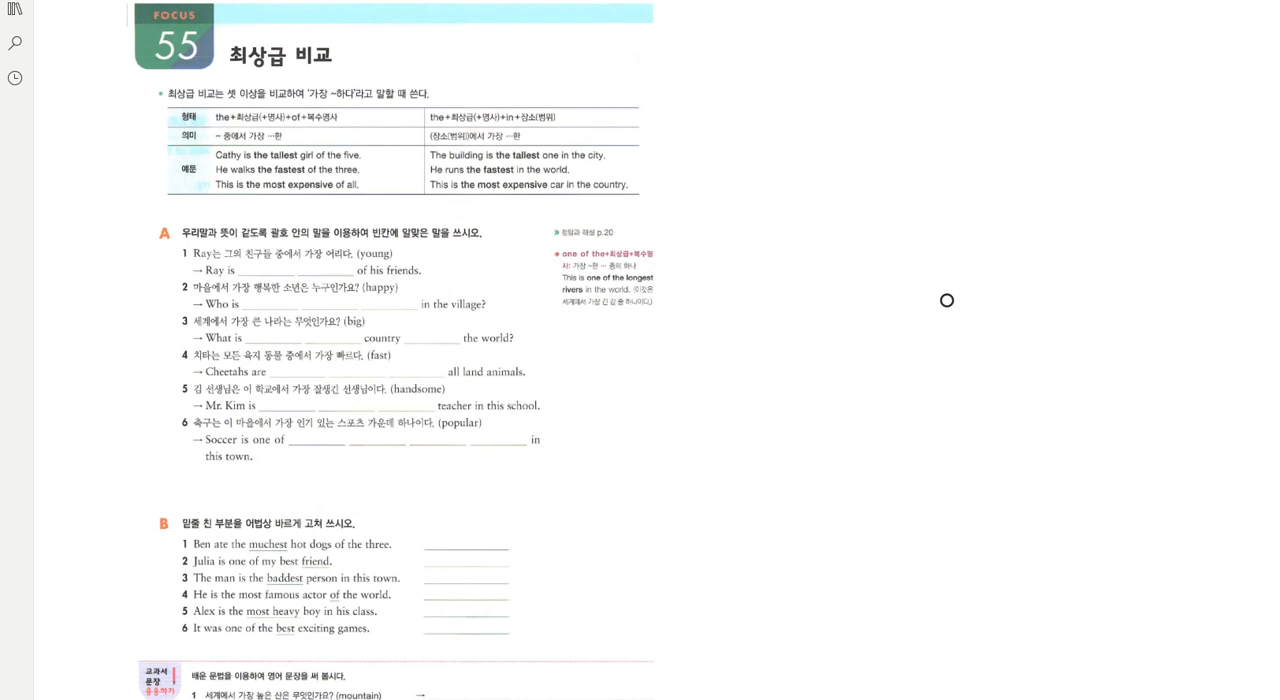 FOCUS
55
최상급 비교
최상급 비교는 셋 이상을 비교하여 '가장 ~하다'라고 말할 때 쓴다.
형태 the+최상급(+명사)+of+복수명사 the+최상급(+명사)+in+장소[범위]
의미 ~ 중에서 가장 …한 (장소[범위])에서 가장 …한
예문
Cathy is the tallest girl of the five. The building is the tallest one in the city.
He walks the fastest of the three. He runs the fastest in the world.
This is the most expensive of all. This is the most expensive car in the country.
A 우리말과 뜻이 같도록 괄호 안의 말을 이용하여 빈칸에 알맞은 말을 쓰시오.
1 Ray는 그의 친구들 중에서 가장 어리다. (young)
→ Ray is ________ ________ of his friends.
2 마을에서 가장 행복한 소년은 누구인가요? (happy)
→ Who is ________ ________ ________ in the village?
3 세계에서 가장 큰 나라는 무엇인가요? (big)
→ What is ________ ________ country ________ the world?
4 치타는 모든 육지 동물 중에서 가장 빠르다. (fast)
→ Cheetahs are ________ ________ ________ all land animals.
5 김 선생님은 이 학교에서 가장 잘생긴 선생님이다. (handsome)
→ Mr. Kim is ________ ________ ________ teacher in this school.
6 축구는 이 마을에서 가장 인기 있는 스포츠 가운데 하나이다. (popular)
→ Soccer is one of ________ ________ ________ ________ in
this town.
» 정답과 해설 p.20
one of the+최상급+복수명
사: 가장 ~한 … 중의 하나
This is one of the longest
rivers in the world. (이것은
세계에서 가장 긴 강 중 하나이다.)
B 밑줄 친 부분을 어법상 바르게 고쳐 쓰시오.
1 Ben ate the muchest hot dogs of the three.
2 Julia is one of my best friend.
3 The man is the baddest person in this town.
4 He is the most famous actor of the world.
5 Alex is the most heavy boy in his class.
6 It was one of the best exciting games.
교과서
문장
응용하기
배운 문법을 이용하여 영어 문장을 써 봅시다.
1 세계에서 가장 높은 산은 무엇인가요? (mountain) →